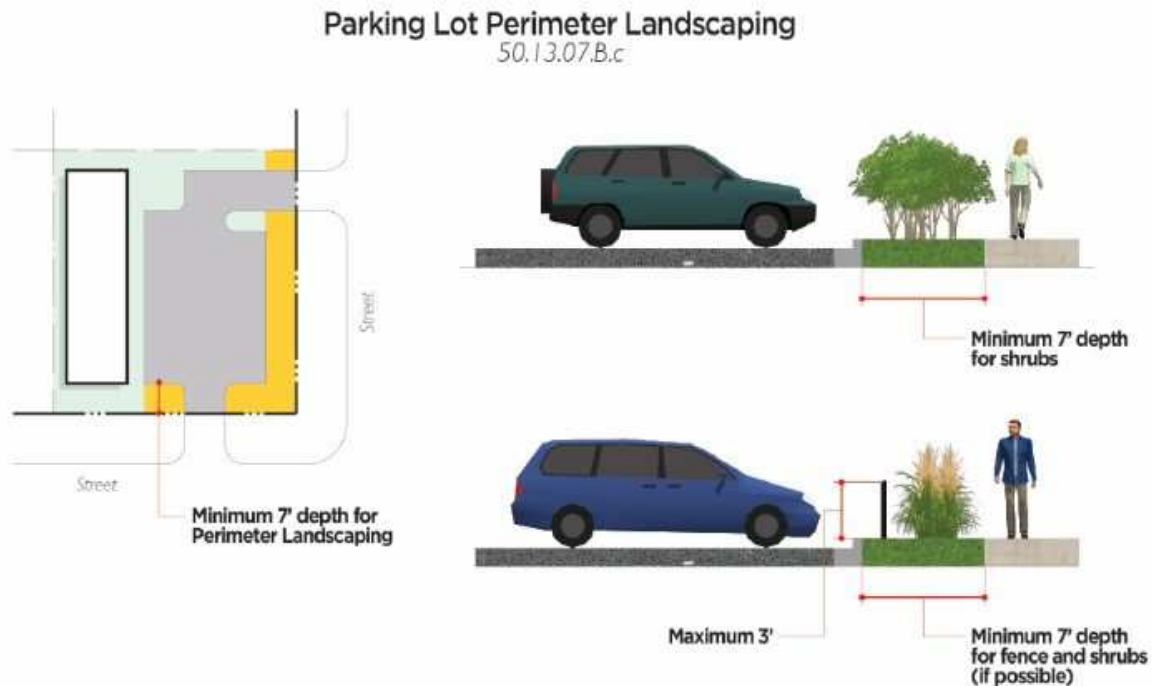 Parking Lot Perimeter Landscaping
50.13.07.B.c
Street
Street
Minimum 7' depth for
Perimeter Landscaping
Minimum 7' depth
for shrubs
Maximum 3'
Minimum 7' depth
for fence and shrubs
(if possible)